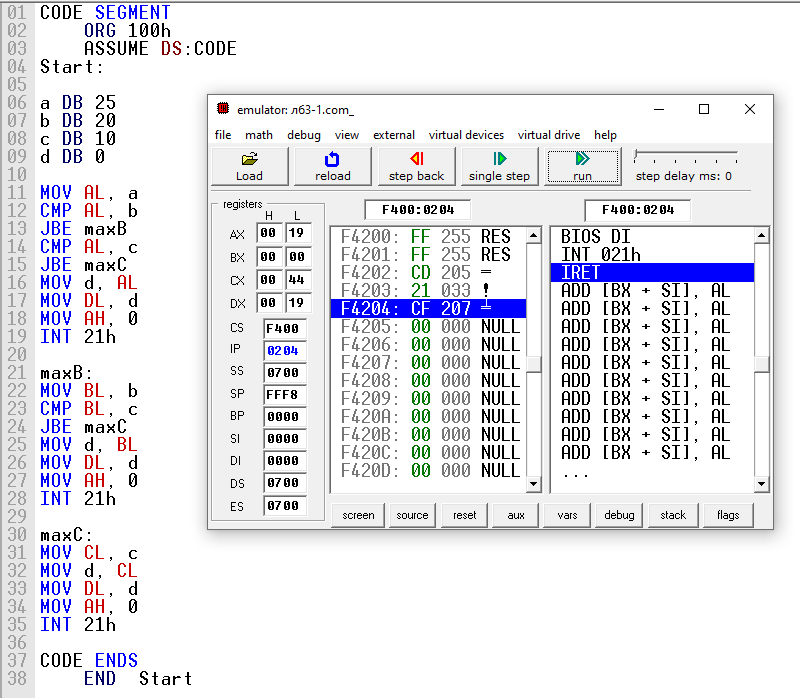 01 CODE SEGMENT
02     ORG 100h
03     ASSUME DS:CODE
04 Start:
05
06 a DB 25
07 b DB 20
08 c DB 10
09 d DB 0
10
11 MOV AL, a
12 CMP AL, b
13 JBE maxB
14 CMP AL, c
15 JBE maxC
16 MOV d, AL
17 MOV DL, d
18 MOV AH, 0
19 INT 21h
20
21 maxB:
22 MOV BL, b
23 CMP BL, c
24 JBE maxC
25 MOV d, BL
26 MOV DL, d
27 MOV AH, 0
28 INT 21h
29
30 maxC:
31 MOV CL, c
32 MOV d, CL
33 MOV DL, d
34 MOV AH, 0
35 INT 21h
36
37 CODE ENDS
38     END  Start
emulator: л63-1.com_
file math debug view external virtual devices virtual drive help
Load reload step back single step run step delay ms: 0
registers
H L
AX 00 19
BX 00 00
CX 00 44
DX 00 19
CS F400
IP 0204
SS 0700
SP FFF8
BP 0000
SI 0000
DI 0000
DS 0700
ES 0700
F400:0204
F4200: FF 255 RES
F4201: FF 255 RES
F4202: CD 205 ═
F4203: 21 033 !
F4204: CF 207 ╧
F4205: 00 000 NULL
F4206: 00 000 NULL
F4207: 00 000 NULL
F4208: 00 000 NULL
F4209: 00 000 NULL
F420A: 00 000 NULL
F420B: 00 000 NULL
F420C: 00 000 NULL
F420D: 00 000 NULL
F400:0204
BIOS DI
INT 021h
IRET
ADD [BX + SI], AL
ADD [BX + SI], AL
ADD [BX + SI], AL
ADD [BX + SI], AL
ADD [BX + SI], AL
ADD [BX + SI], AL
ADD [BX + SI], AL
ADD [BX + SI], AL
ADD [BX + SI], AL
ADD [BX + SI], AL
...
screen source reset aux vars debug stack flags